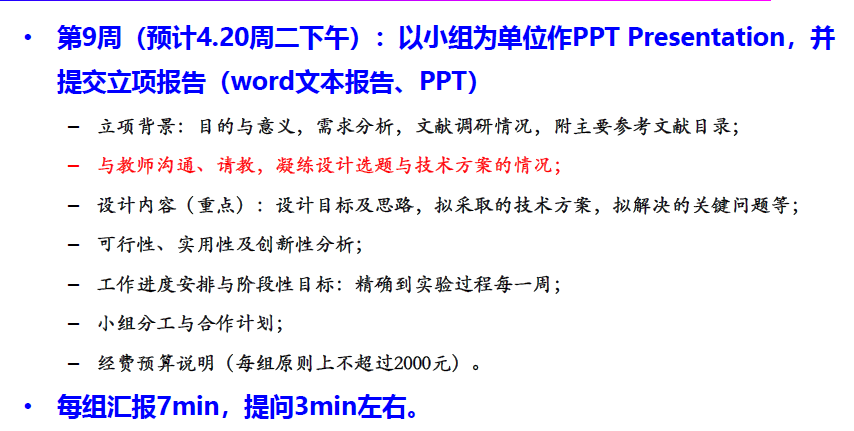 • 第9周（预计4.20周二下午）：以小组为单位作PPT Presentation，并
提交立项报告（word文本报告、PPT）
– 立项背景：目的与意义，需求分析，文献调研情况，附主要参考文献目录；
– 与教师沟通、请教，凝练设计选题与技术方案的情况；
– 设计内容（重点）：设计目标及思路，拟采取的技术方案，拟解决的关键问题等；
– 可行性、实用性及创新性分析；
– 工作进度安排与阶段性目标：精确到实验过程每一周；
– 小组分工与合作计划；
– 经费预算说明（每组原则上不超过2000元）。
• 每组汇报7min，提问3min左右。